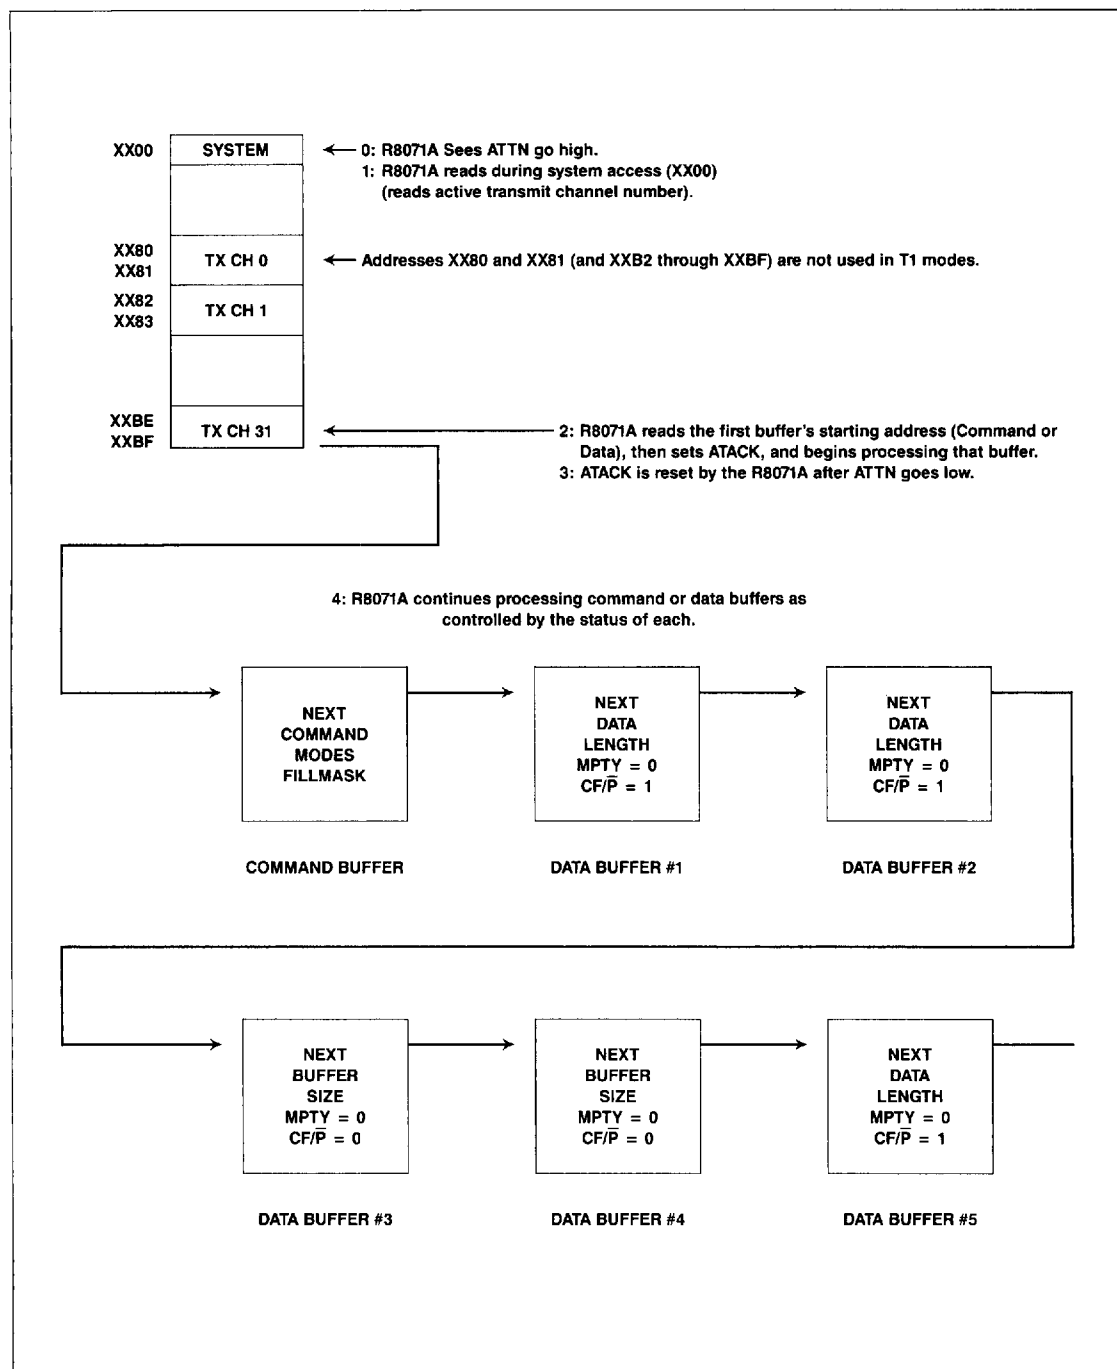 XX00
SYSTEM
0: R8071A Sees ATTN go high.
1: R8071A reads during system access (XX00)
(reads active transmit channel number).
XX80
XX81
TX CH 0
Addresses XX80 and XX81 (and XXB2 through XXBF) are not used in T1 modes.
XX82
XX83
TX CH 1
XXBE
XXBF
TX CH 31
2: R8071A reads the first buffer's starting address (Command or
Data), then sets ATACK, and begins processing that buffer.
3: ATACK is reset by the R8071A after ATTN goes low.
4: R8071A continues processing command or data buffers as
controlled by the status of each.
NEXT
COMMAND
MODES
FILLMASK
COMMAND BUFFER
NEXT
DATA
LENGTH
MPTY = 0
CF/P̅ = 1
DATA BUFFER #1
NEXT
DATA
LENGTH
MPTY = 0
CF/P̅ = 1
DATA BUFFER #2
NEXT
BUFFER
SIZE
MPTY = 0
CF/P̅ = 0
DATA BUFFER #3
NEXT
BUFFER
SIZE
MPTY = 0
CF/P̅ = 0
DATA BUFFER #4
NEXT
DATA
LENGTH
MPTY = 0
CF/P̅ = 1
DATA BUFFER #5